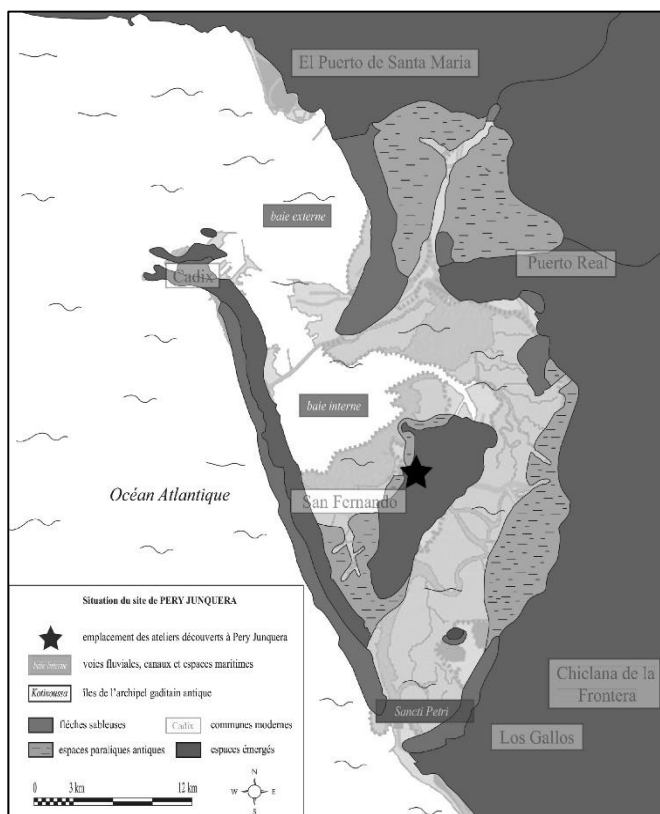 El Puerto de Santa Maria
baie externe
Cadix
Puerto Real
baie interne
Océan Atlantique
San Fernando
Sancti Petri
Chiclana de la
Frontera
Los Gallos
Situation du site de PERY JUNQUERA
emplacement des ateliers découverts à Pery Junquera
baie interne
voies fluviales, canaux et espaces maritimes
Kotinoussa
îles de l'archipel gaditain antique
flèches sableuses
Cadix
communes modernes
espaces paraliques antiques
espaces émergés
0 3 km 12 km
N
W E
S